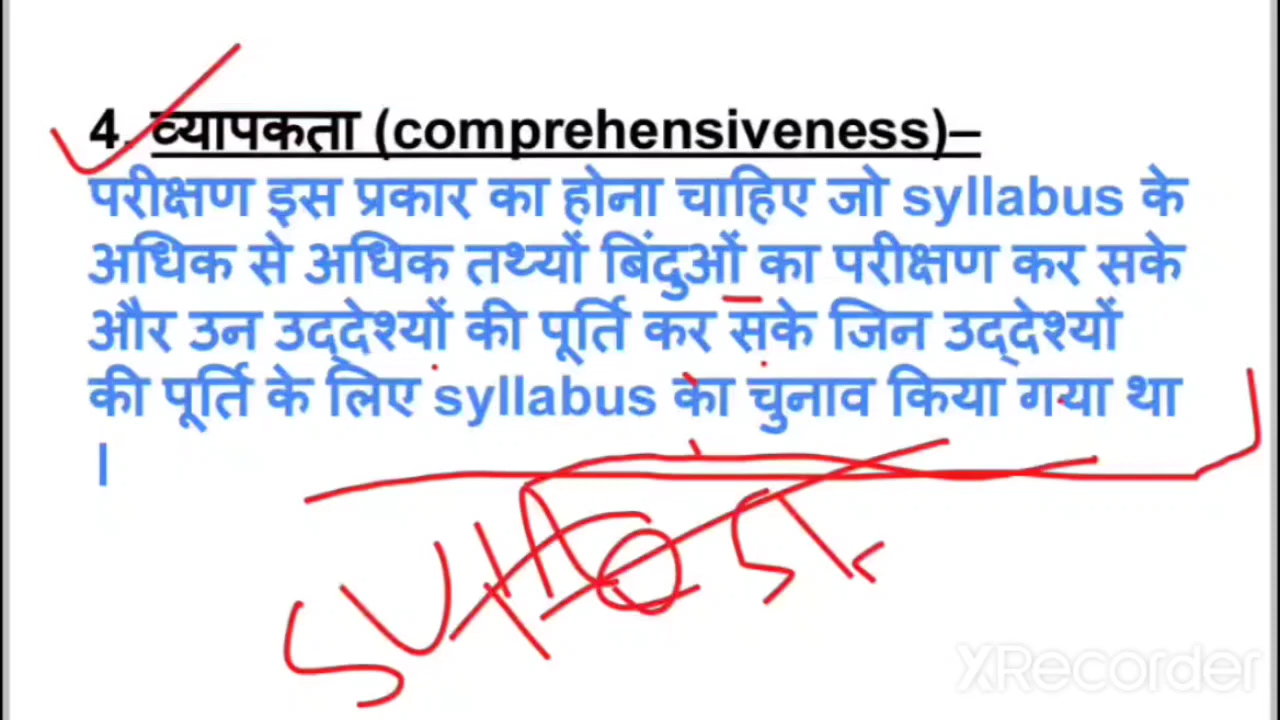 4. व्यापकता (comprehensiveness)–
परीक्षण इस प्रकार का होना चाहिए जो syllabus के
अधिक से अधिक तथ्यों बिंदुओं का परीक्षण कर सके
और उन उद्देश्यों की पूर्ति कर सके जिन उद्देश्यों
की पूर्ति के लिए syllabus का चुनाव किया गया था
।
XRecorder